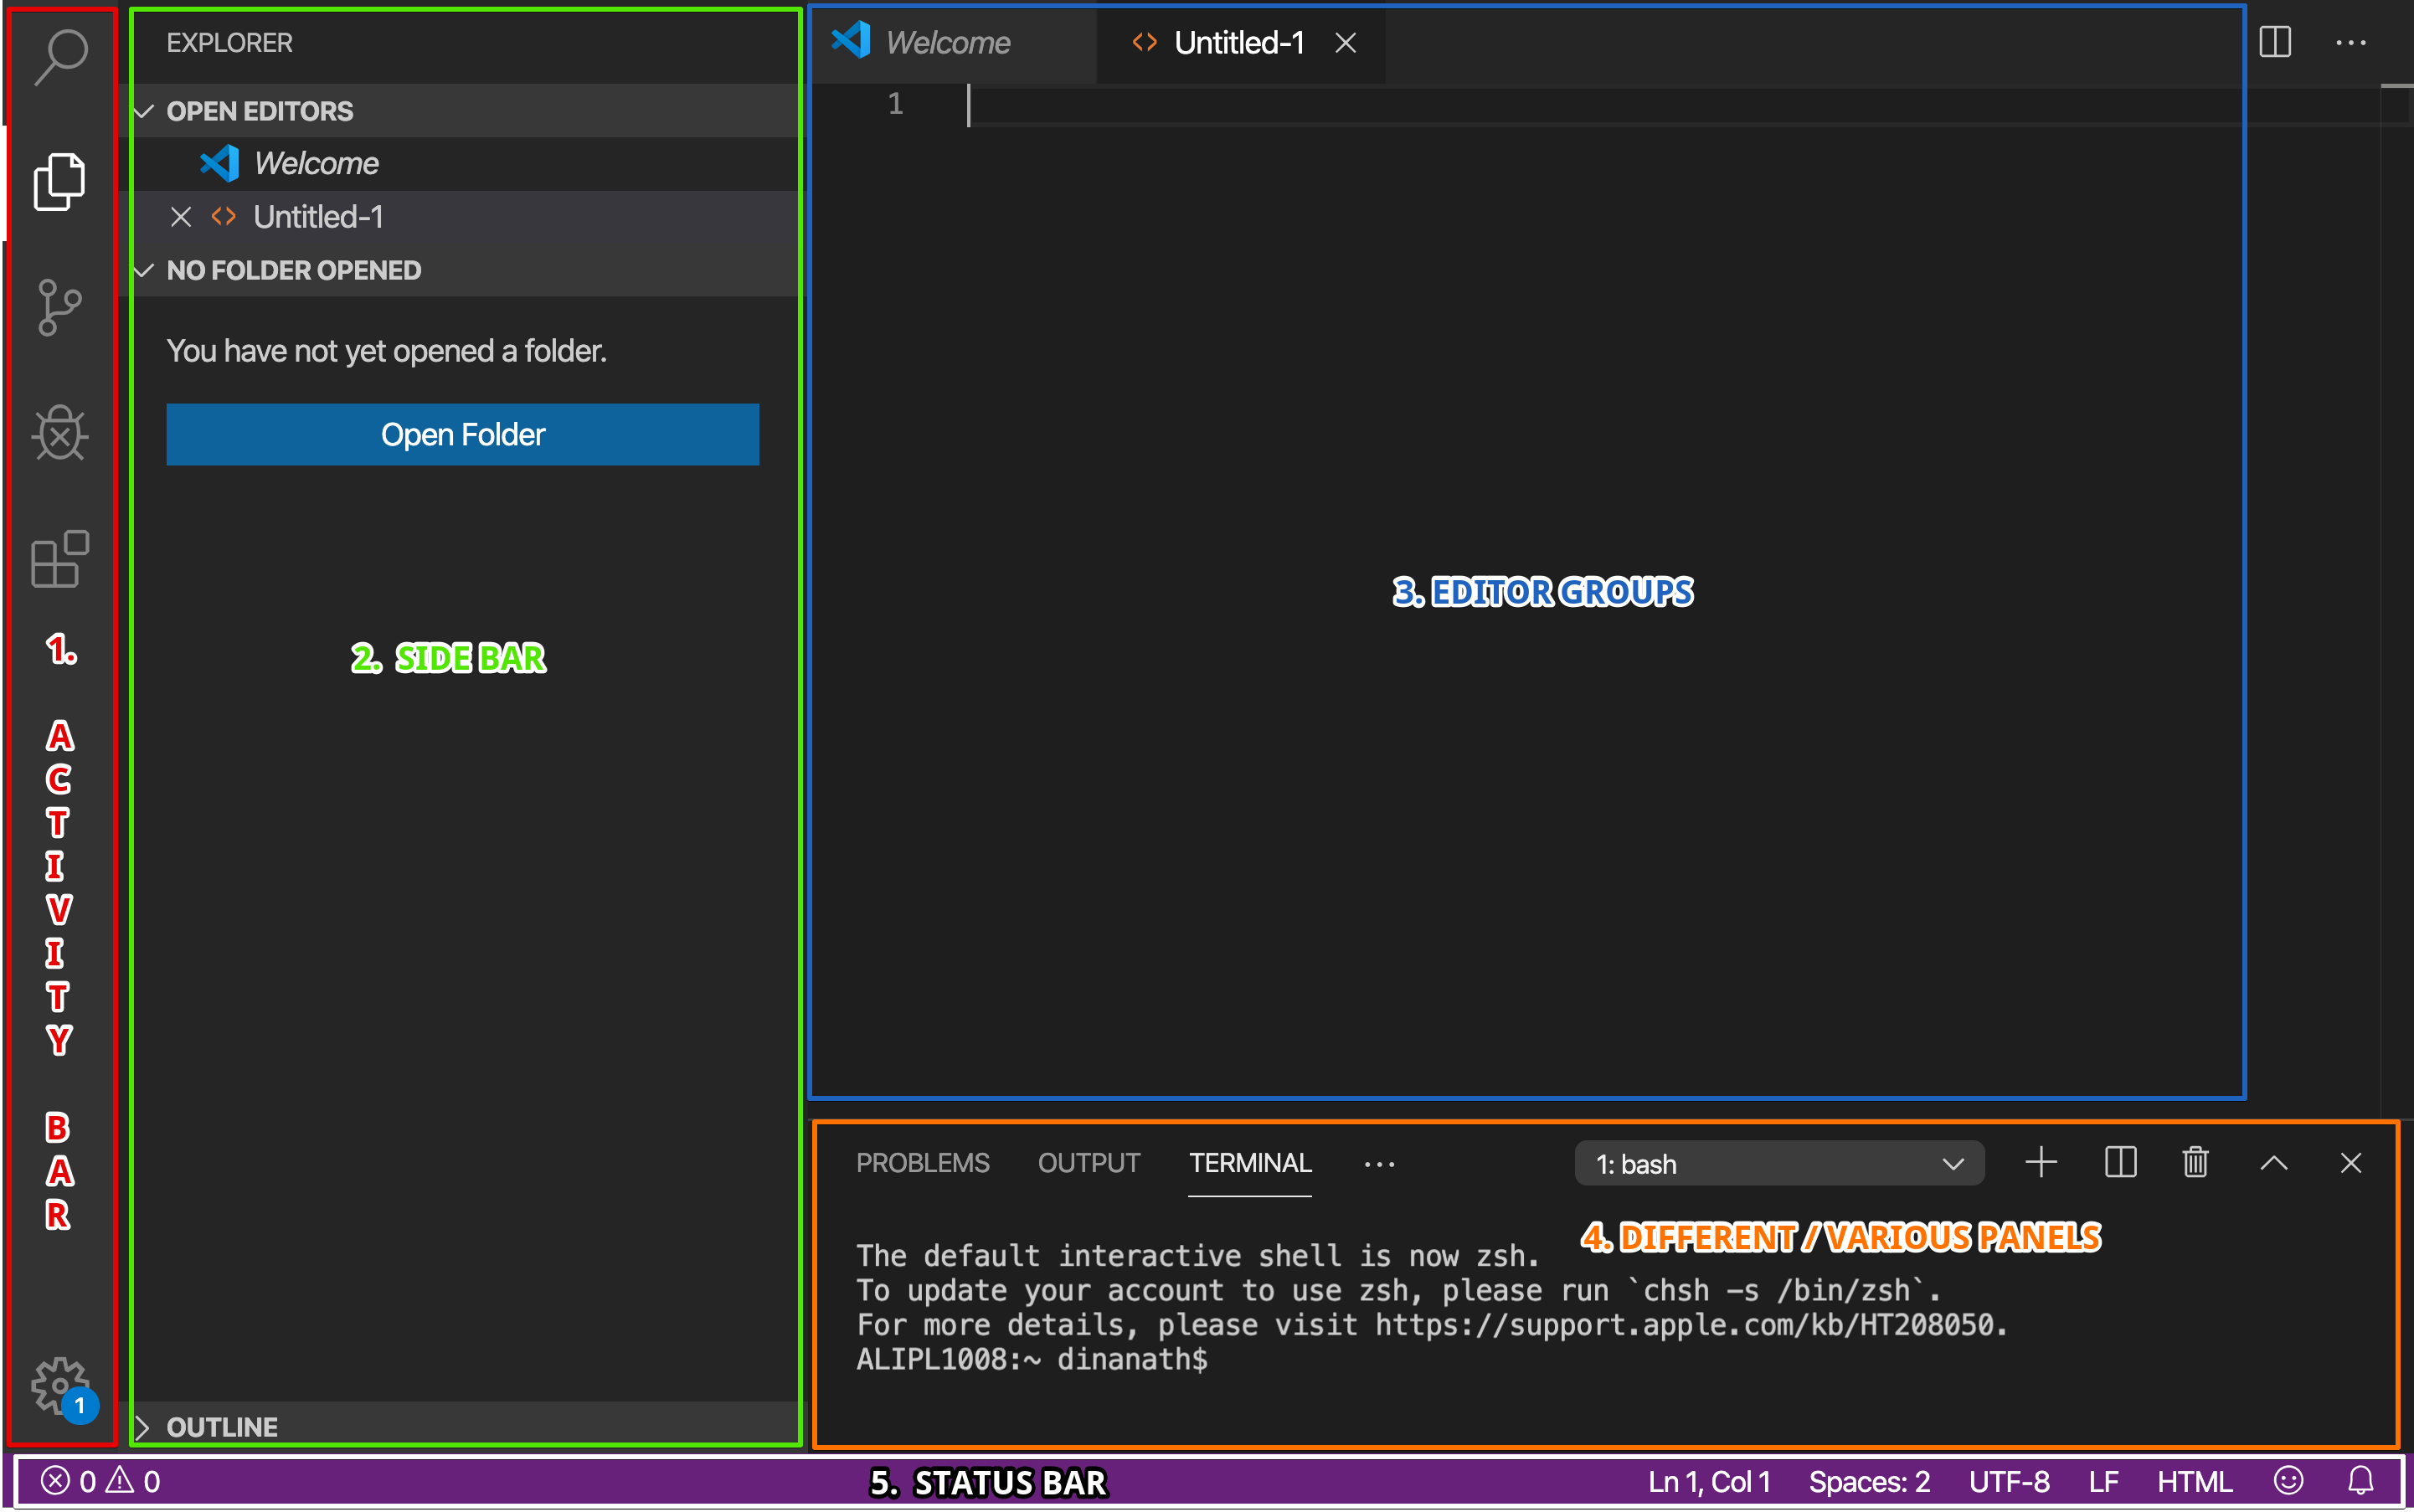 EXPLORER
OPEN EDITORS
Welcome
Untitled-1
NO FOLDER OPENED
You have not yet opened a folder.
Open Folder
1.
A
C
T
I
V
I
T
Y
B
A
R
2. SIDE BAR
1
OUTLINE
Welcome
Untitled-1
1
3. EDITOR GROUPS
PROBLEMS OUTPUT TERMINAL ... 1: bash
4. DIFFERENT / VARIOUS PANELS
The default interactive shell is now zsh.
To update your account to use zsh, please run `chsh -s /bin/zsh`.
For more details, please visit https://support.apple.com/kb/HT208050.
ALIPL1008:~ dinanath$
0 0 5. STATUS BAR Ln 1, Col 1 Spaces: 2 UTF-8 LF HTML